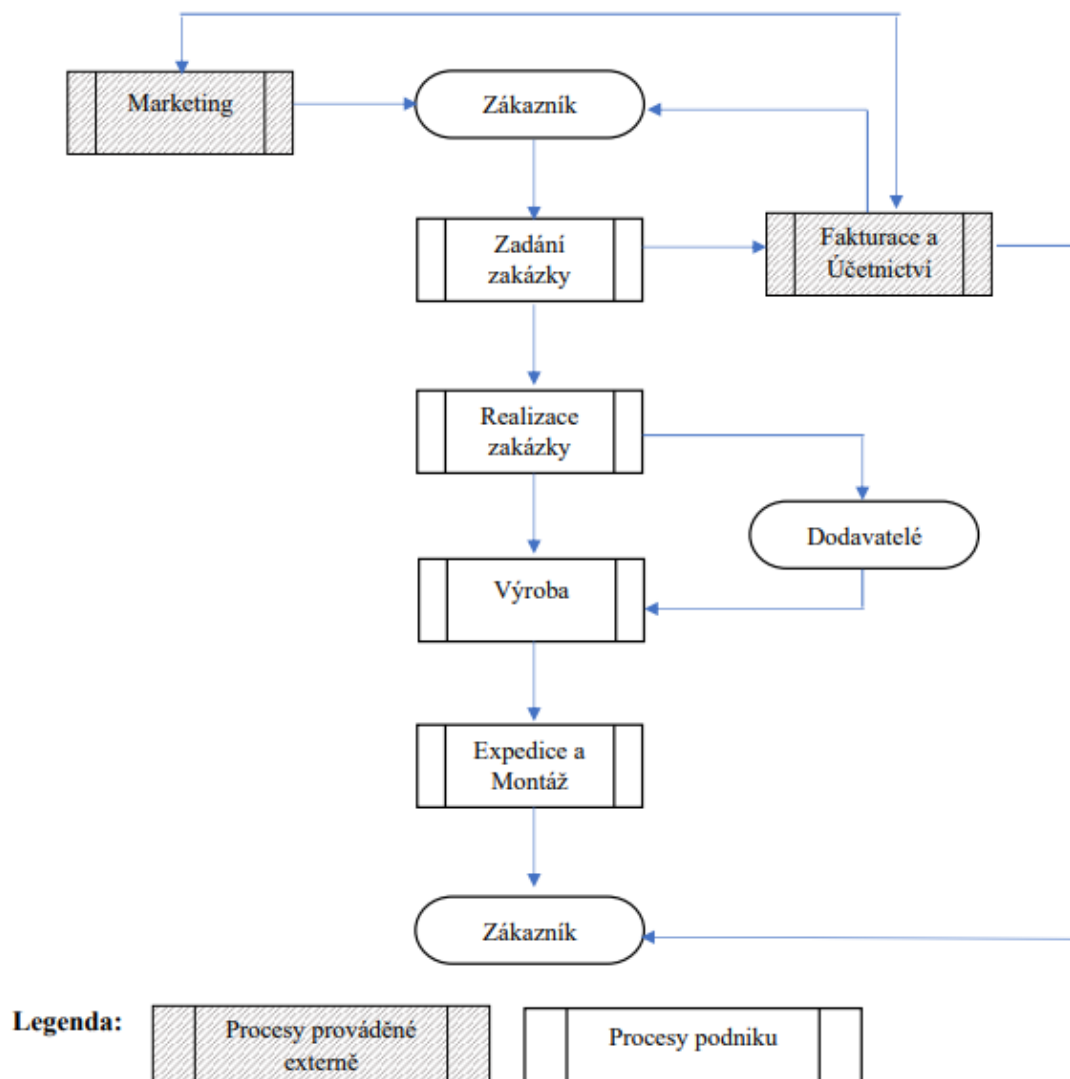 Marketing
Zákazník
Zadání
zakázky
Fakturace a
Účetnictví
Realizace
zakázky
Dodavatelé
Výroba
Expedice a
Montáž
Zákazník
Legenda:
Procesy prováděné
externě
Procesy podniku